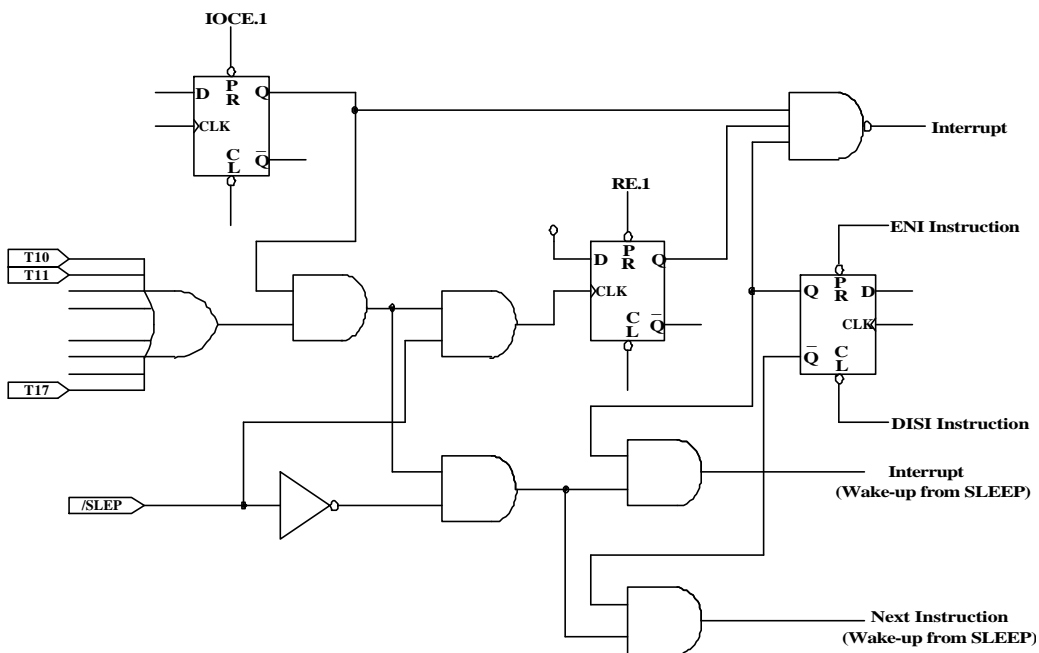 IOCE.1
D
P
R
Q
CLK
C
L
Q
Interrupt
RE.1
ENI Instruction
T10
T11
D
P
R
Q
CLK
C
L
Q
Q
P
R
D
CLK
Q
C
L
T17
DISI Instruction
/SLEP
Interrupt
(Wake-up from SLEEP)
Next Instruction
(Wake-up from SLEEP)